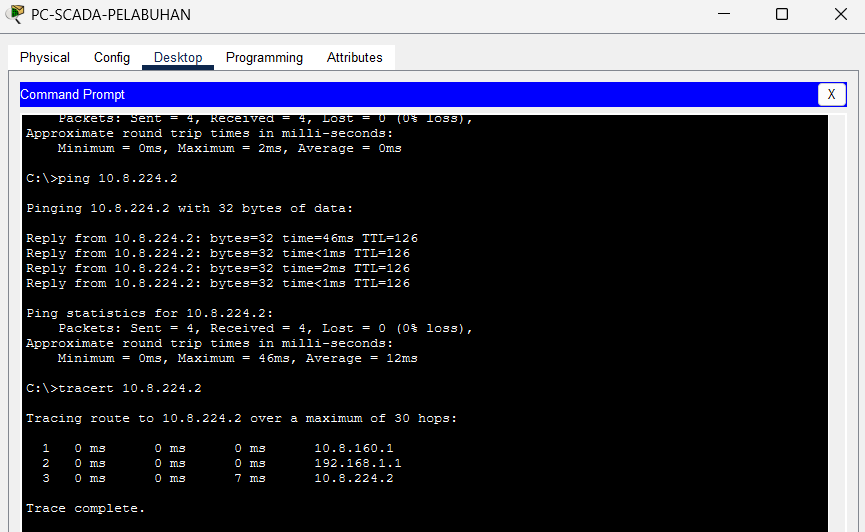 PC-SCADA-PELABUHAN
Physical Config Desktop Programming Attributes
Command Prompt X
Packets: Sent = 4, Received = 4, Lost = 0 (0% loss),
Approximate round trip times in milli-seconds:
Minimum = 0ms, Maximum = 2ms, Average = 0ms
C:\>ping 10.8.224.2
Pinging 10.8.224.2 with 32 bytes of data:
Reply from 10.8.224.2: bytes=32 time=46ms TTL=126
Reply from 10.8.224.2: bytes=32 time<1ms TTL=126
Reply from 10.8.224.2: bytes=32 time=2ms TTL=126
Reply from 10.8.224.2: bytes=32 time<1ms TTL=126
Ping statistics for 10.8.224.2:
Packets: Sent = 4, Received = 4, Lost = 0 (0% loss),
Approximate round trip times in milli-seconds:
Minimum = 0ms, Maximum = 46ms, Average = 12ms
C:\>tracert 10.8.224.2
Tracing route to 10.8.224.2 over a maximum of 30 hops:
1 0 ms 0 ms 0 ms 10.8.160.1
2 0 ms 0 ms 0 ms 192.168.1.1
3 0 ms 0 ms 7 ms 10.8.224.2
Trace complete.